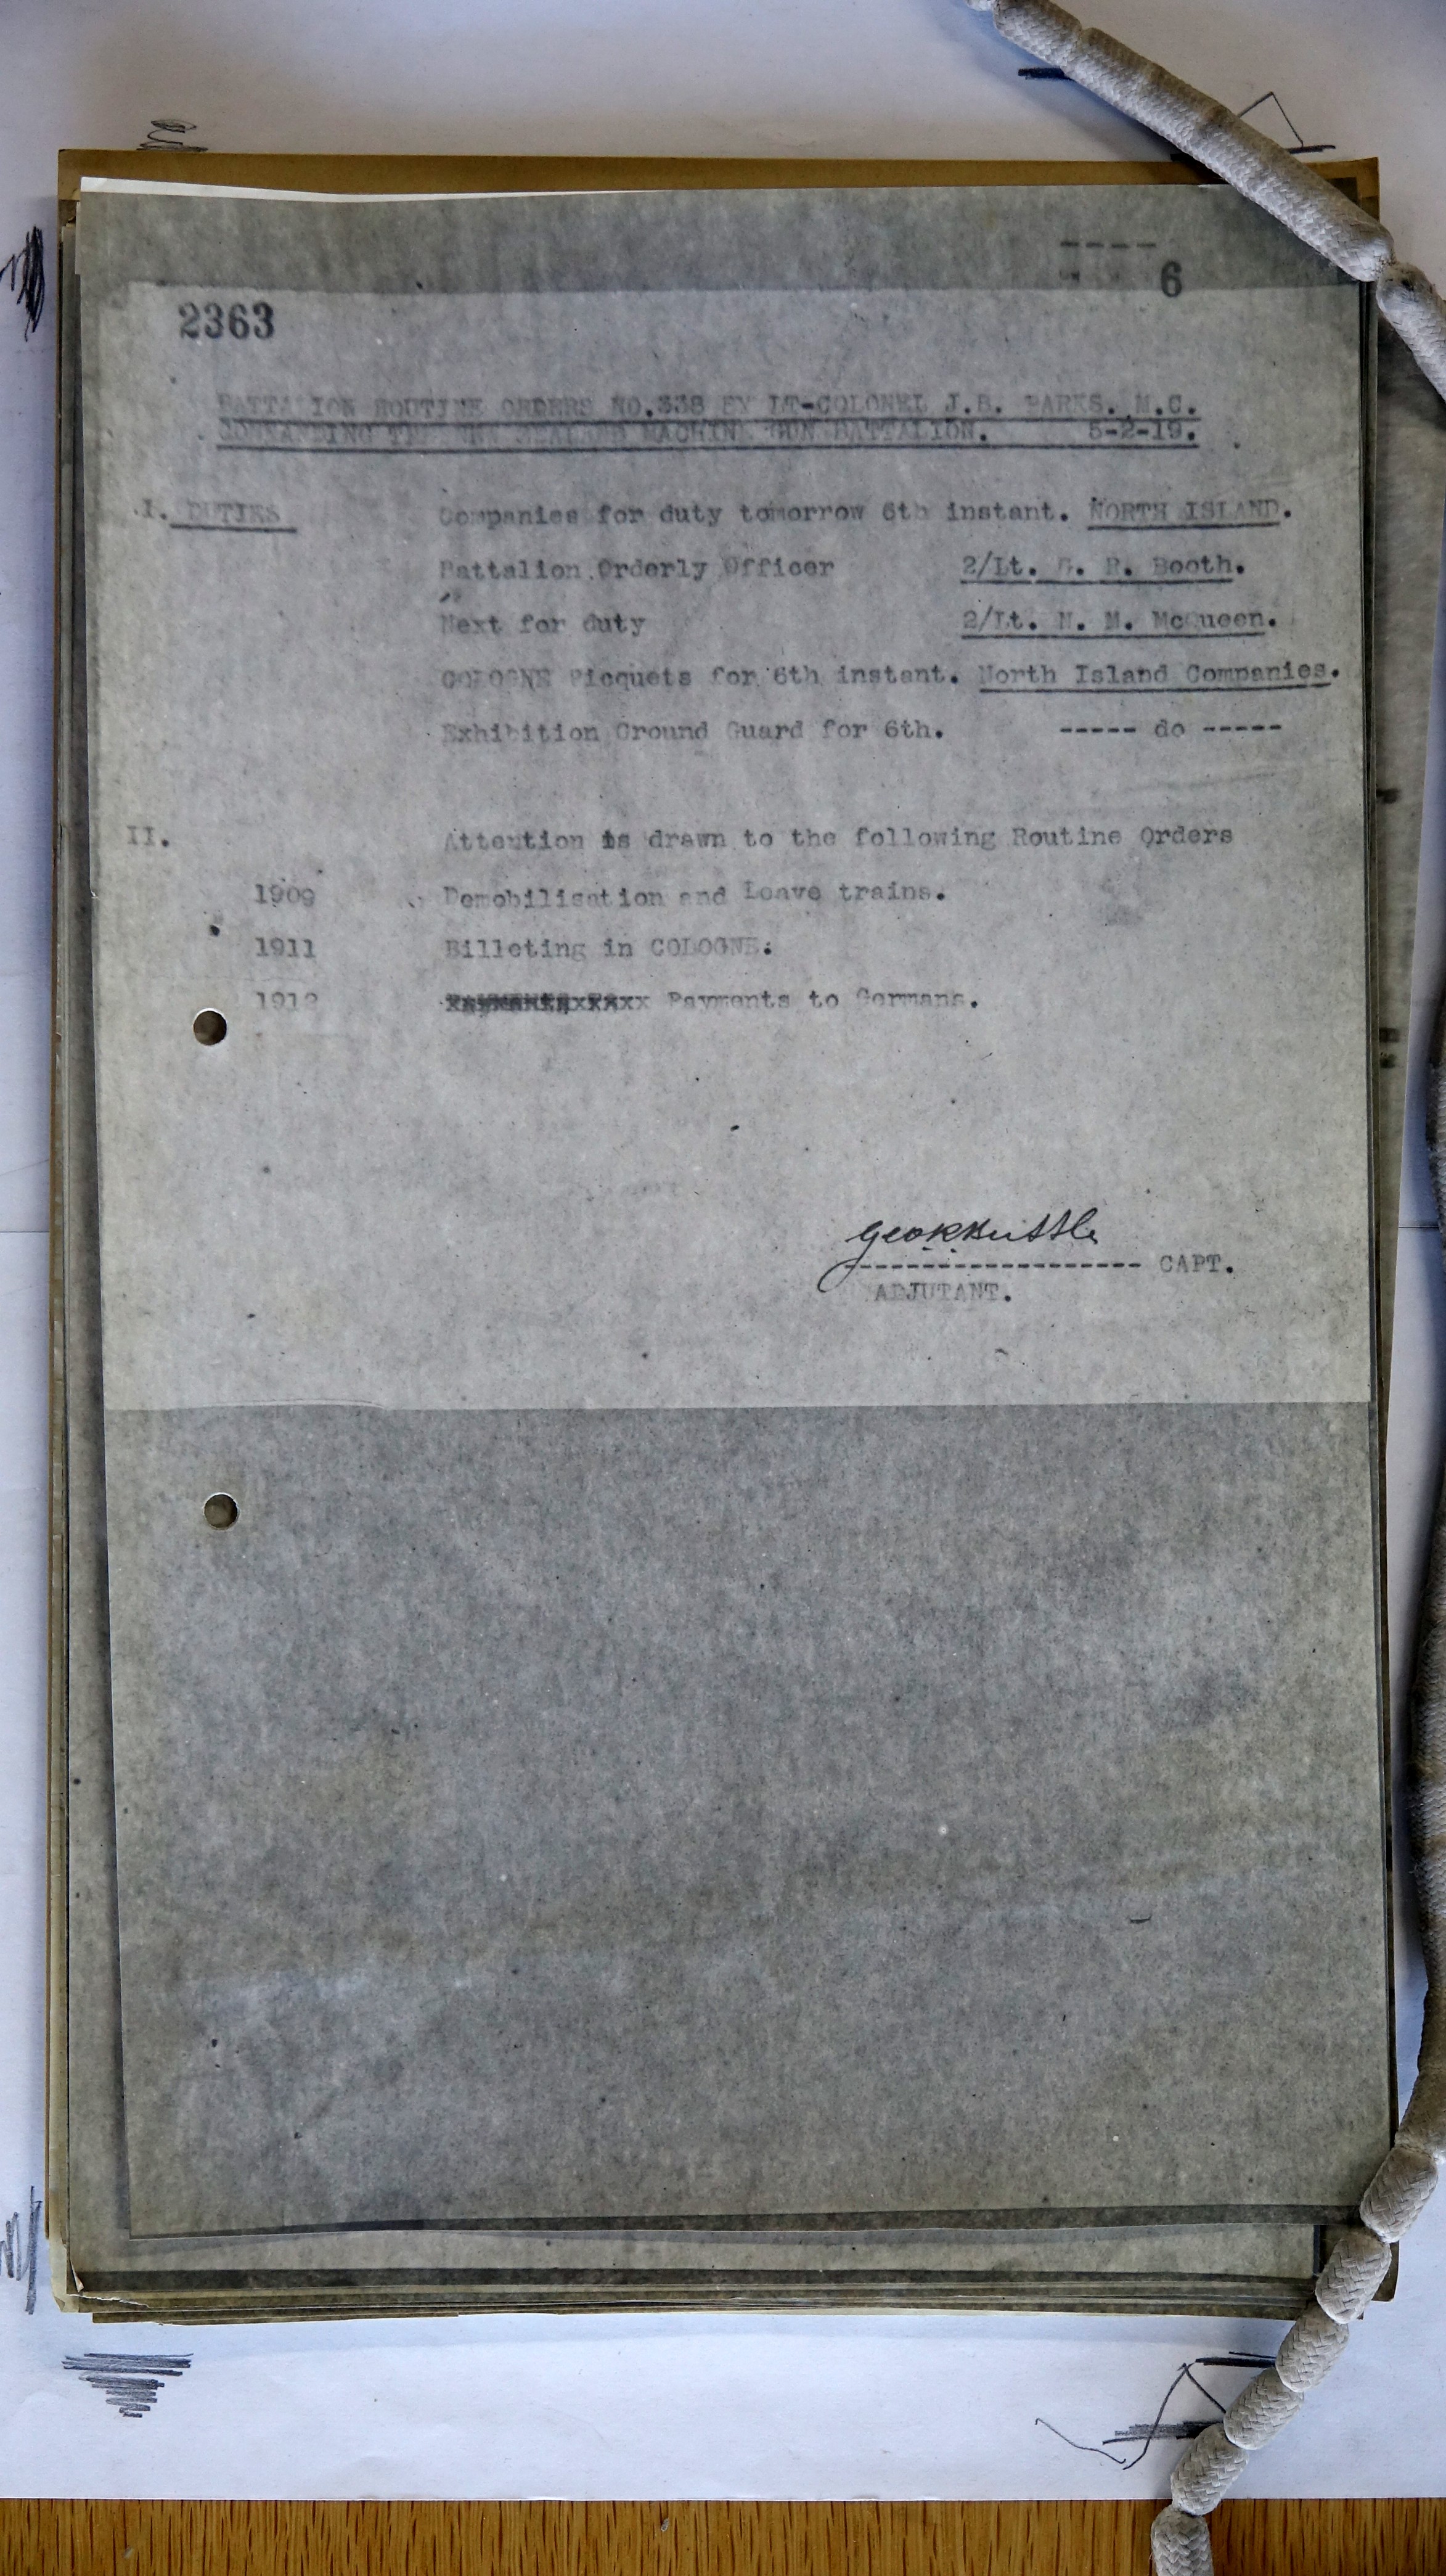 6
2363
BATTALION ROUTINE ORDERS NO.338 BY LT-COLONEL J.B. PARKS. M.C.
COMMANDING THE NEW ZEALAND MACHINE GUN BATTALION. 5-2-19.
I. DUTIES Companies for duty tomorrow 6th instant. NORTH ISLAND.
Battalion Orderly Officer 2/Lt. R. Booth.
Next for duty 2/Lt. N. M. McQueen.
COLOGNE Picquets for 6th instant. North Island Companies.
Exhibition Ground Guard for 6th. ----- do -----
II. Attention is drawn to the following Routine Orders
1909 Demobilisation and Leave trains.
1911 Billeting in COLOGNE.
1912 Payments to Germans.
------------------- CAPT.
ADJUTANT.